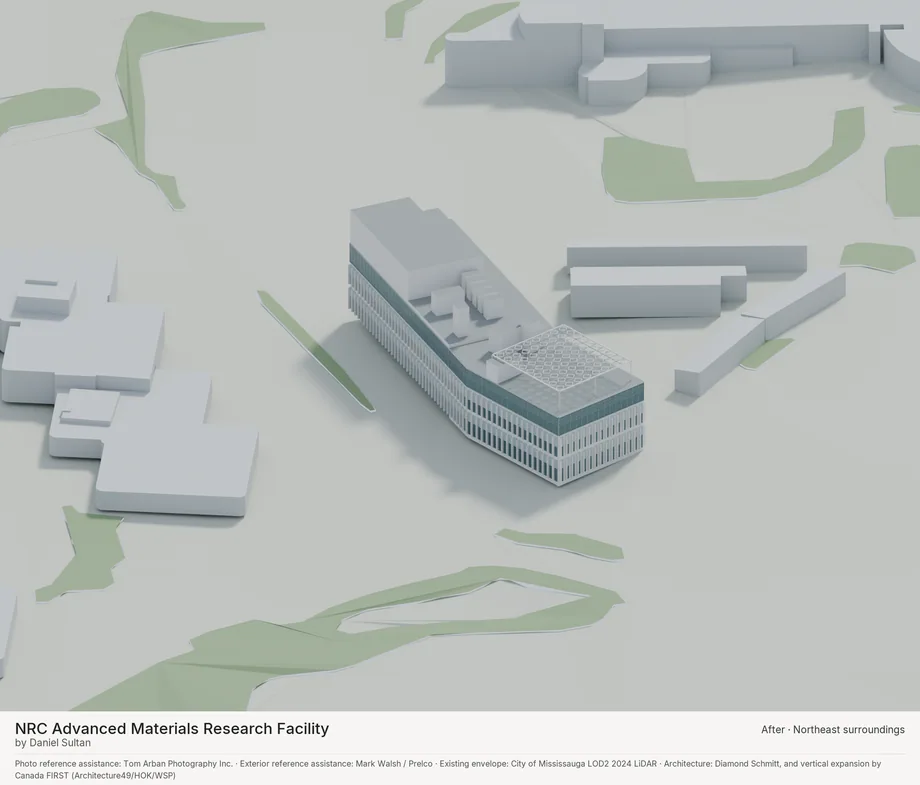 NRC Advanced Materials Research Facility
by Daniel Sultan
After · Northeast surroundings
Photo reference assistance: Tom Arban Photography Inc. · Exterior reference assistance: Mark Walsh / Prelco · Existing envelope: City of Mississauga LOD2 2024 LiDAR · Architecture: Diamond Schmitt, and vertical expansion by
Canada FIRST (Architecture49/HOK/WSP)